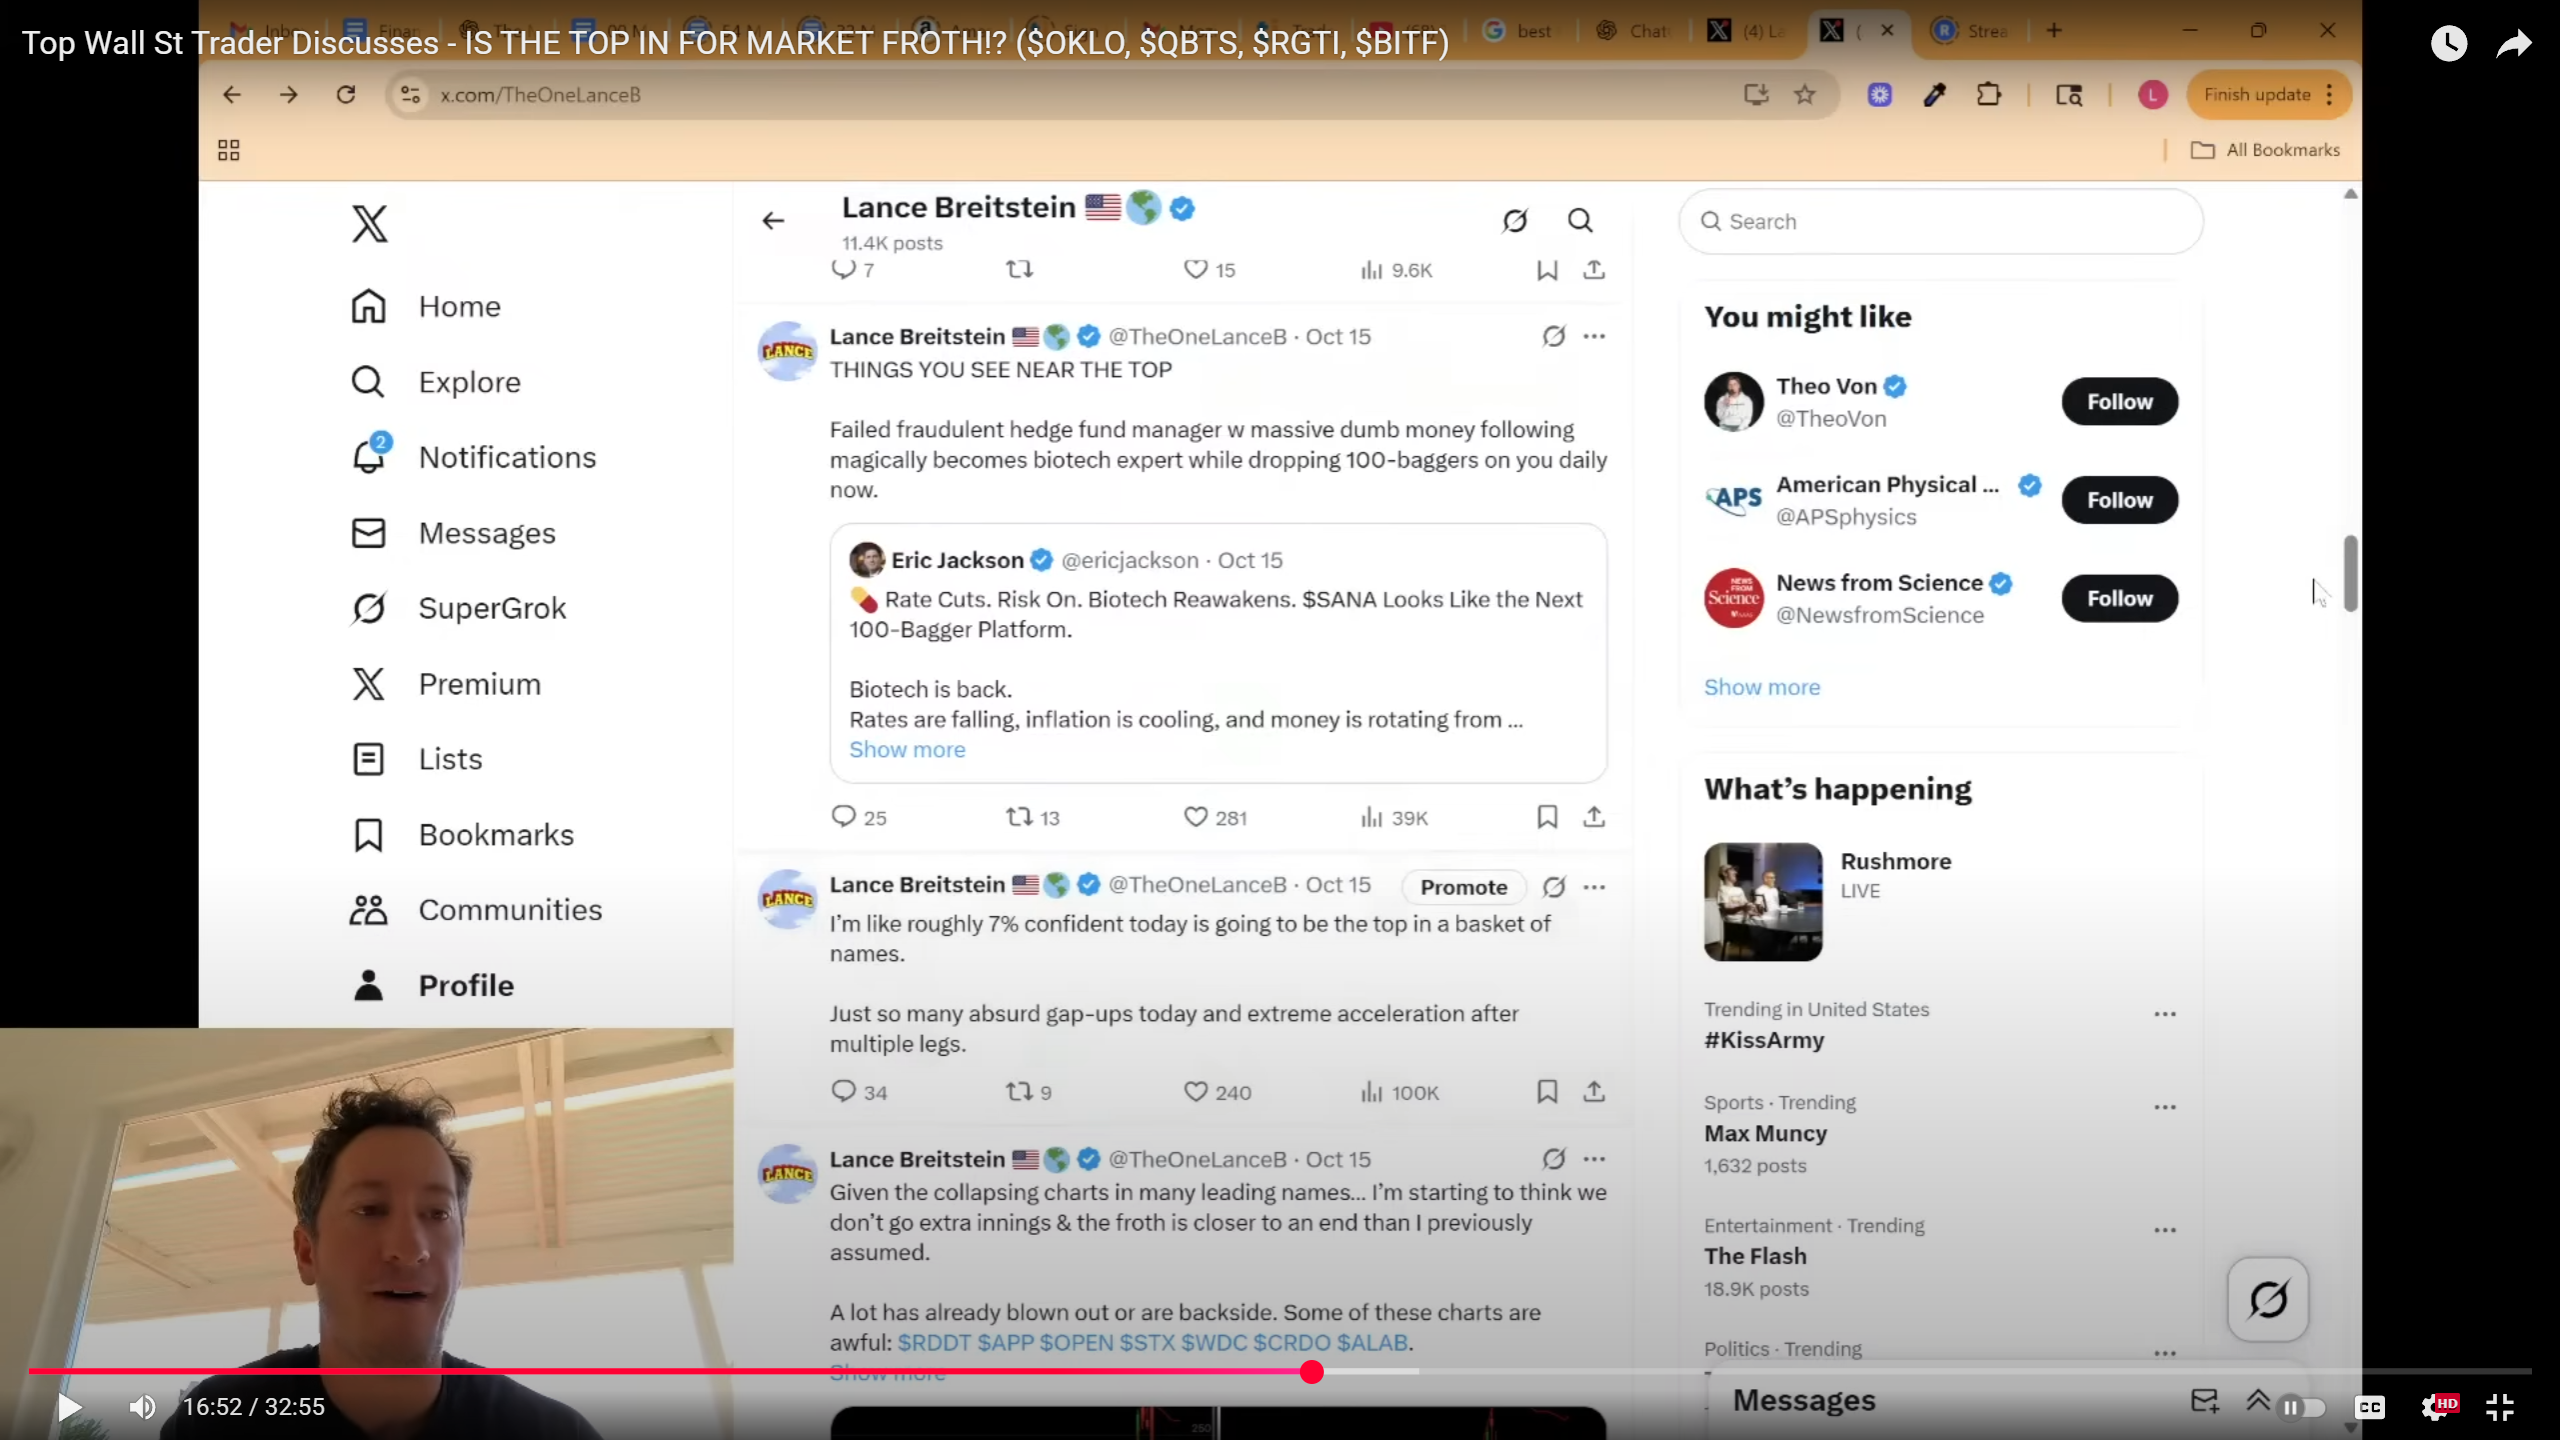 Top Wall St Trader Discusses - IS THE TOP IN FOR MARKET FROTH!? ($OKLO, $QBTS, $RGTI, $BITF)
best
Chat
(4) L
Strea
x.com/TheOneLanceB
L
Finish update
All Bookmarks
Home
Explore
2
Notifications
Messages
SuperGrok
Premium
Lists
Bookmarks
Communities
Profile
Lance Breitstein
11.4K posts
7
15
9.6K
LANCE
Lance Breitstein @TheOneLanceB · Oct 15
THINGS YOU SEE NEAR THE TOP
Failed fraudulent hedge fund manager w massive dumb money following
magically becomes biotech expert while dropping 100-baggers on you daily
now.
Eric Jackson @ericjackson · Oct 15
Rate Cuts. Risk On. Biotech Reawakens. $SANA Looks Like the Next
100-Bagger Platform.
Biotech is back.
Rates are falling, inflation is cooling, and money is rotating from ...
Show more
25
13
281
39K
LANCE
Lance Breitstein @TheOneLanceB · Oct 15
Promote
I'm like roughly 7% confident today is going to be the top in a basket of
names.
Just so many absurd gap-ups today and extreme acceleration after
multiple legs.
34
9
240
100K
LANCE
Lance Breitstein @TheOneLanceB · Oct 15
Given the collapsing charts in many leading names... I'm starting to think we
don't go extra innings & the froth is closer to an end than I previously
assumed.
A lot has already blown out or are backside. Some of these charts are
awful: $RDDT $APP $OPEN $STX $WDC $CRDO $ALAB.
Show more
250
Search
You might like
Theo Von
@TheoVon
Follow
APS
American Physical ...
@APSphysics
Follow
NEWS
FROM
Science
News from Science
@NewsfromScience
Follow
Show more
What's happening
Rushmore
LIVE
Trending in United States
#KissArmy
Sports · Trending
Max Muncy
1,632 posts
Entertainment · Trending
The Flash
18.9K posts
Politics · Trending
Messages
16:52 / 32:55
CC
HD